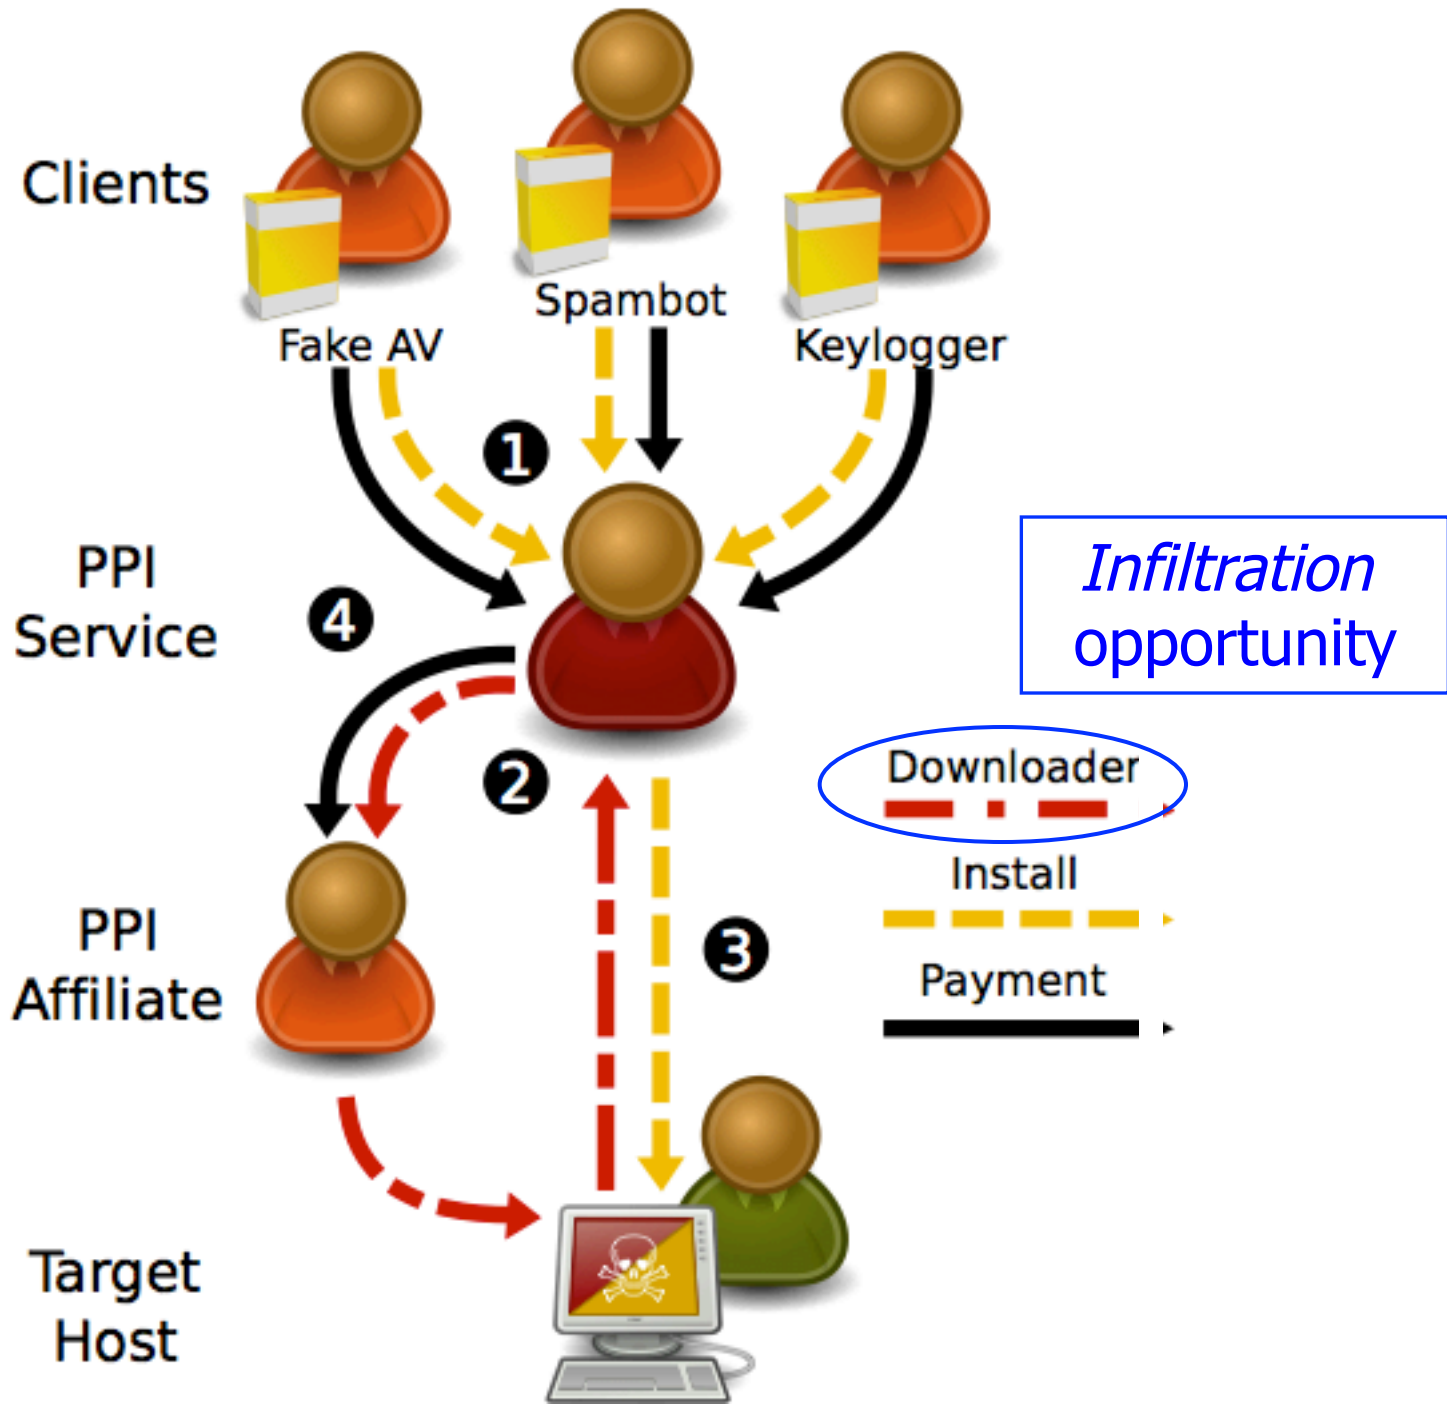 Clients
Fake AV
Spambot
Keylogger
1
PPI
Service
4
Infiltration
opportunity
2
Downloader
Install
Payment
PPI
Affiliate
3
Target
Host